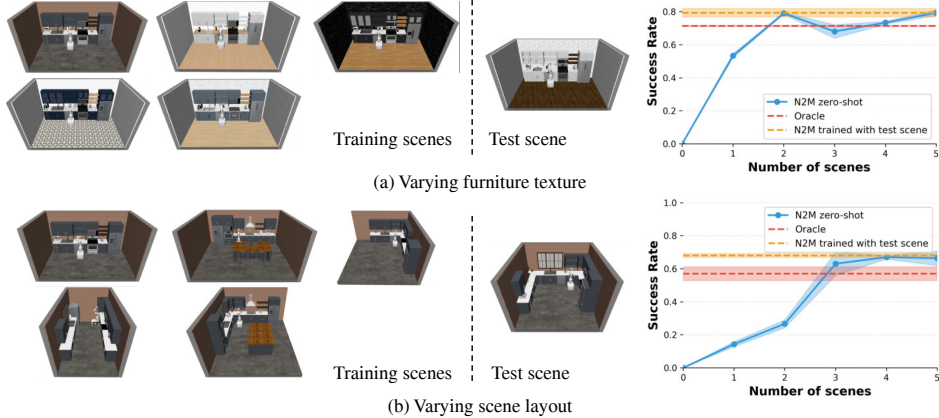 Training scenes
Test scene
Success Rate
0.8
0.6
0.4
0.2
0.0
N2M zero-shot
Oracle
N2M trained with test scene
0 1 2 3 4 5
Number of scenes
(a) Varying furniture texture
Training scenes
Test scene
Success Rate
1.0
0.8
0.6
0.4
0.2
0.0
N2M zero-shot
Oracle
N2M trained with test scene
0 1 2 3 4 5
Number of scenes
(b) Varying scene layout